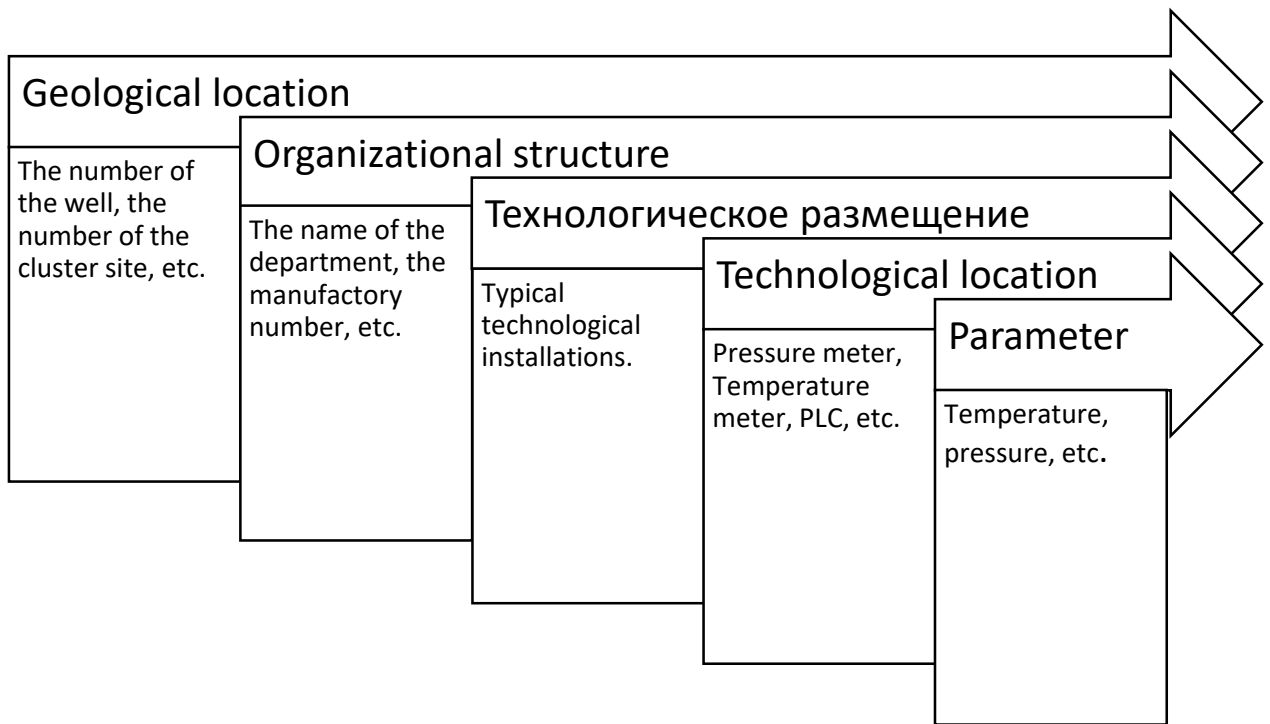 Geological location
The number of
the well, the
number of the
cluster site, etc.
Organizational structure
The name of the
department, the
manufactory
number, etc.
Технологическое размещение
Typical
technological
installations.
Technological location
Pressure meter,
Temperature
meter, PLC, etc.
Parameter
Temperature,
pressure, etc.